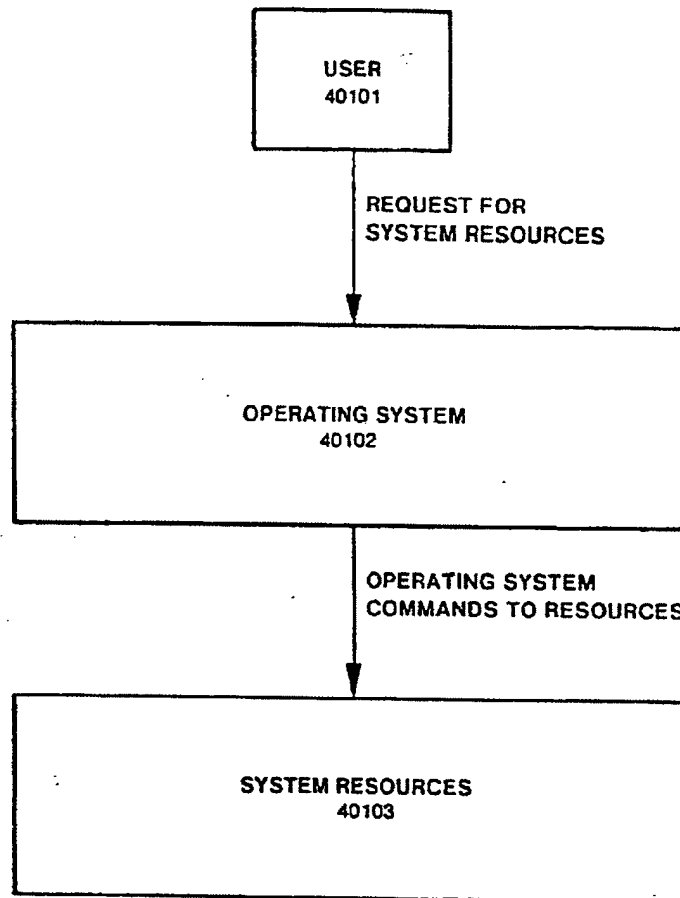 USER
40101
REQUEST FOR
SYSTEM RESOURCES
OPERATING SYSTEM
40102
OPERATING SYSTEM
COMMANDS TO RESOURCES
SYSTEM RESOURCES
40103